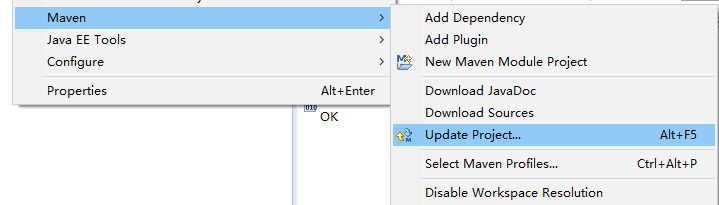 Maven
Java EE Tools
Configure
Properties Alt+Enter
Add Dependency
Add Plugin
New Maven Module Project
Download JavaDoc
Download Sources
Update Project... Alt+F5
Select Maven Profiles... Ctrl+Alt+P
Disable Workspace Resolution
010
OK